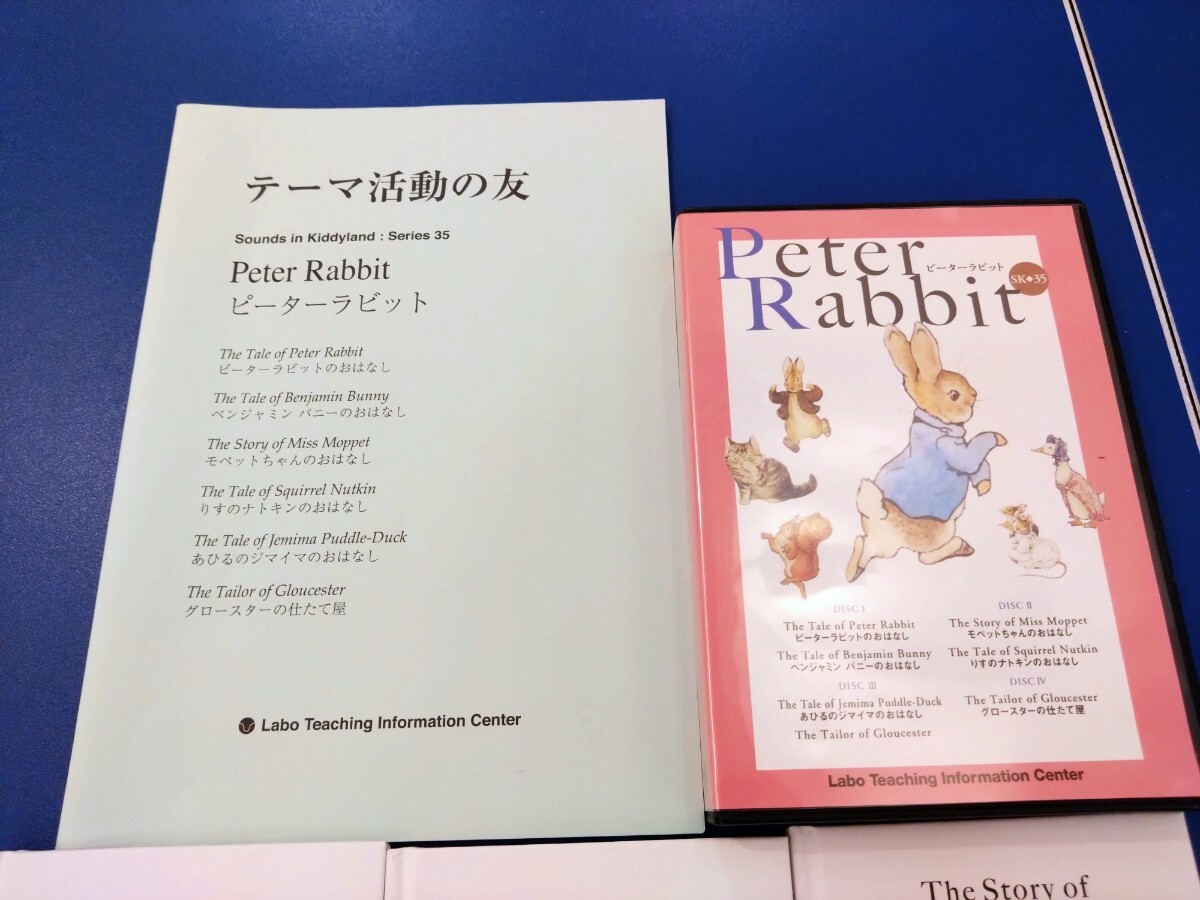 テーマ活動の友
Sounds in Kiddyland : Series 35
Peter Rabbit
ピーターラビット
The Tale of Peter Rabbit
ピーターラビットのおはなし
The Tale of Benjamin Bunny
ベンジャミン バニーのおはなし
The Story of Miss Moppet
モペットちゃんのおはなし
The Tale of Squirrel Nutkin
りすのナトキンのおはなし
The Tale of Jemima Puddle-Duck
あひるのジマイマのおはなし
The Tailor of Gloucester
グロースターの仕たて屋
Labo Teaching Information Center
Peter
ピーターラビット
Rabbit
SK◆35
DISC I
The Tale of Peter Rabbit
ピーターラビットのおはなし
The Tale of Benjamin Bunny
ベンジャミン バニーのおはなし
DISC II
The Story of Miss Moppet
モペットちゃんのおはなし
The Tale of Squirrel Nutkin
りすのナトキンのおはなし
DISC III
The Tale of Jemima Puddle-Duck
あひるのジマイマのおはなし
The Tailor of Gloucester
DISC IV
The Tailor of Gloucester
グロースターの仕たて屋
Labo Teaching Information Center
The Story of